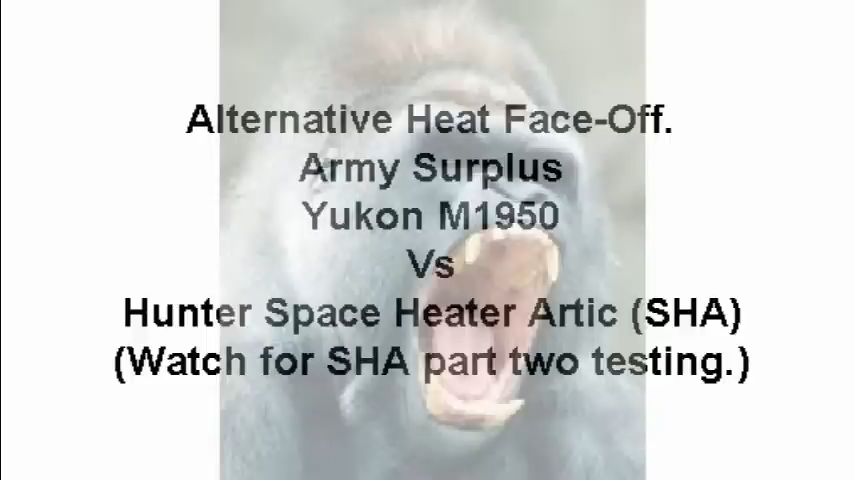 Alternative Heat Face-Off.
Army Surplus
Yukon M1950
Vs
Hunter Space Heater Artic (SHA)
(Watch for SHA part two testing.)